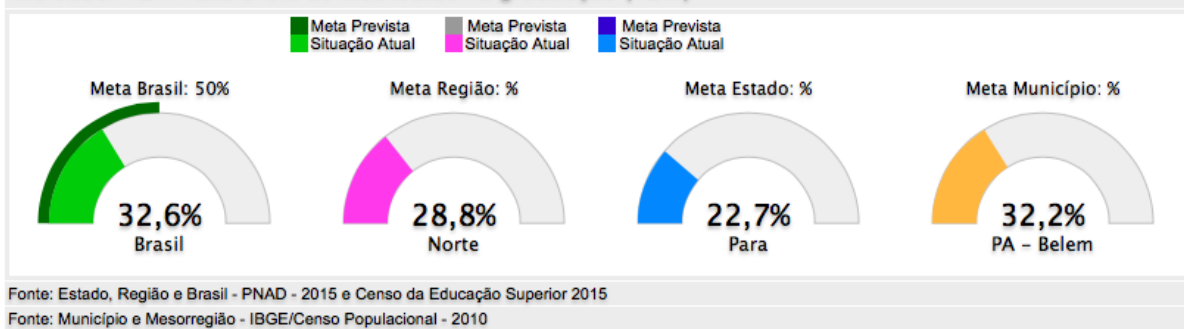 Meta Prevista Meta Prevista Meta Prevista
Situação Atual Situação Atual Situação Atual
Meta Brasil: 50% Meta Região: % Meta Estado: % Meta Município: %
32,6% 28,8% 22,7% 32,2%
Brasil Norte Para PA - Belem
Fonte: Estado, Região e Brasil - PNAD - 2015 e Censo da Educação Superior 2015
Fonte: Município e Mesorregião - IBGE/Censo Populacional - 2010